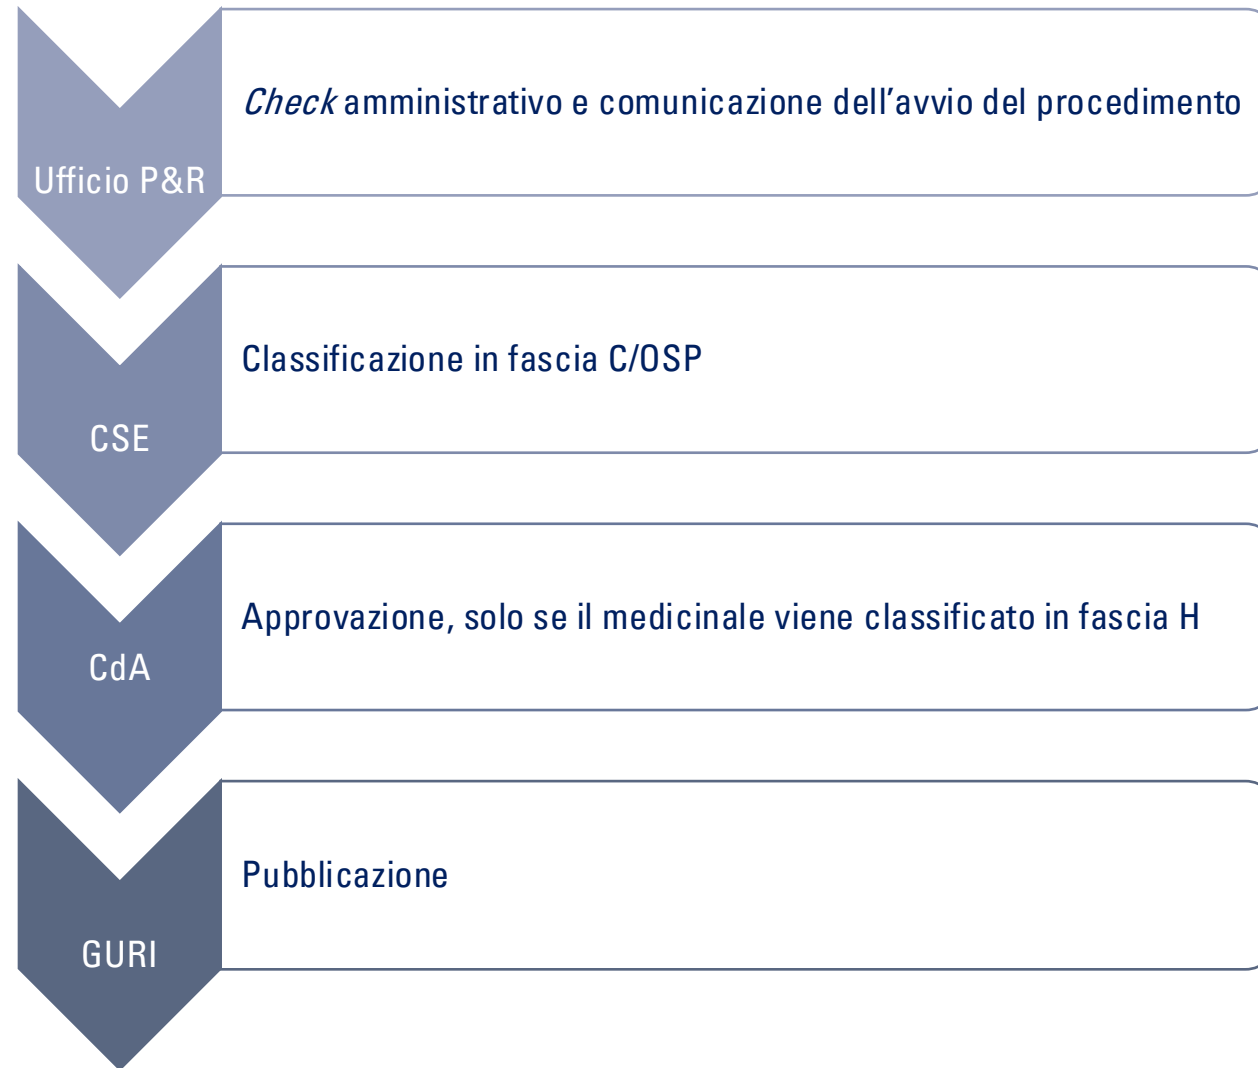 Check amministrativo e comunicazione dell’avvio del procedimento
Ufficio P&R
Classificazione in fascia C/OSP
CSE
Approvazione, solo se il medicinale viene classificato in fascia H
CdA
Pubblicazione
GURI